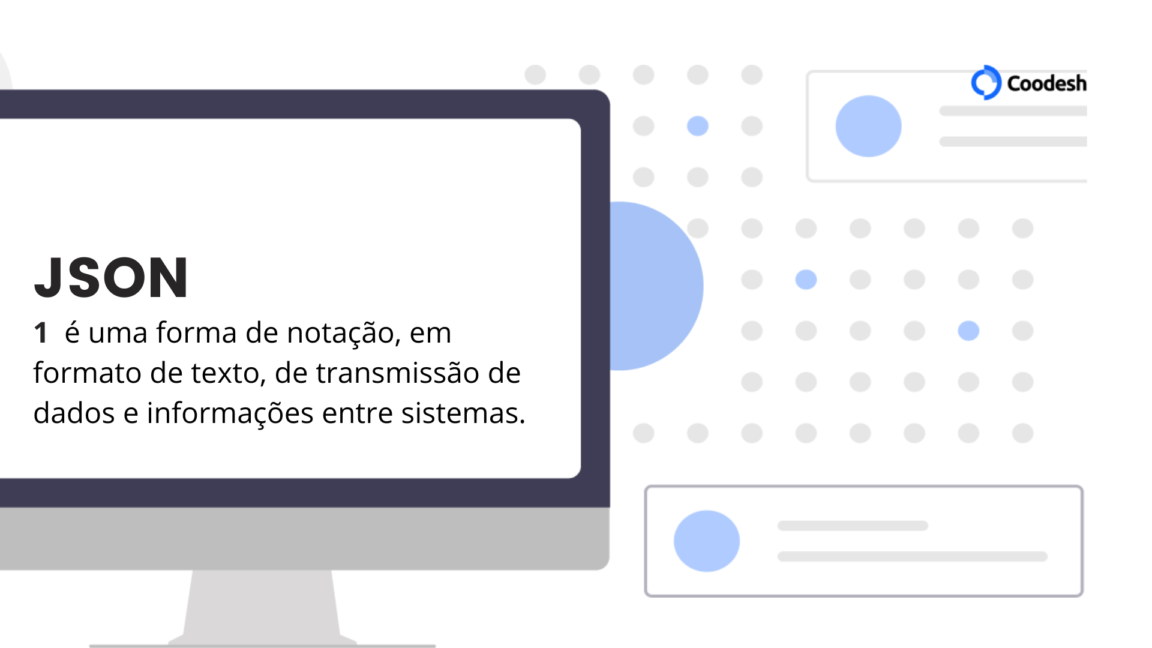 Coodesh
JSON
1 é uma forma de notação, em
formato de texto, de transmissão de
dados e informações entre sistemas.